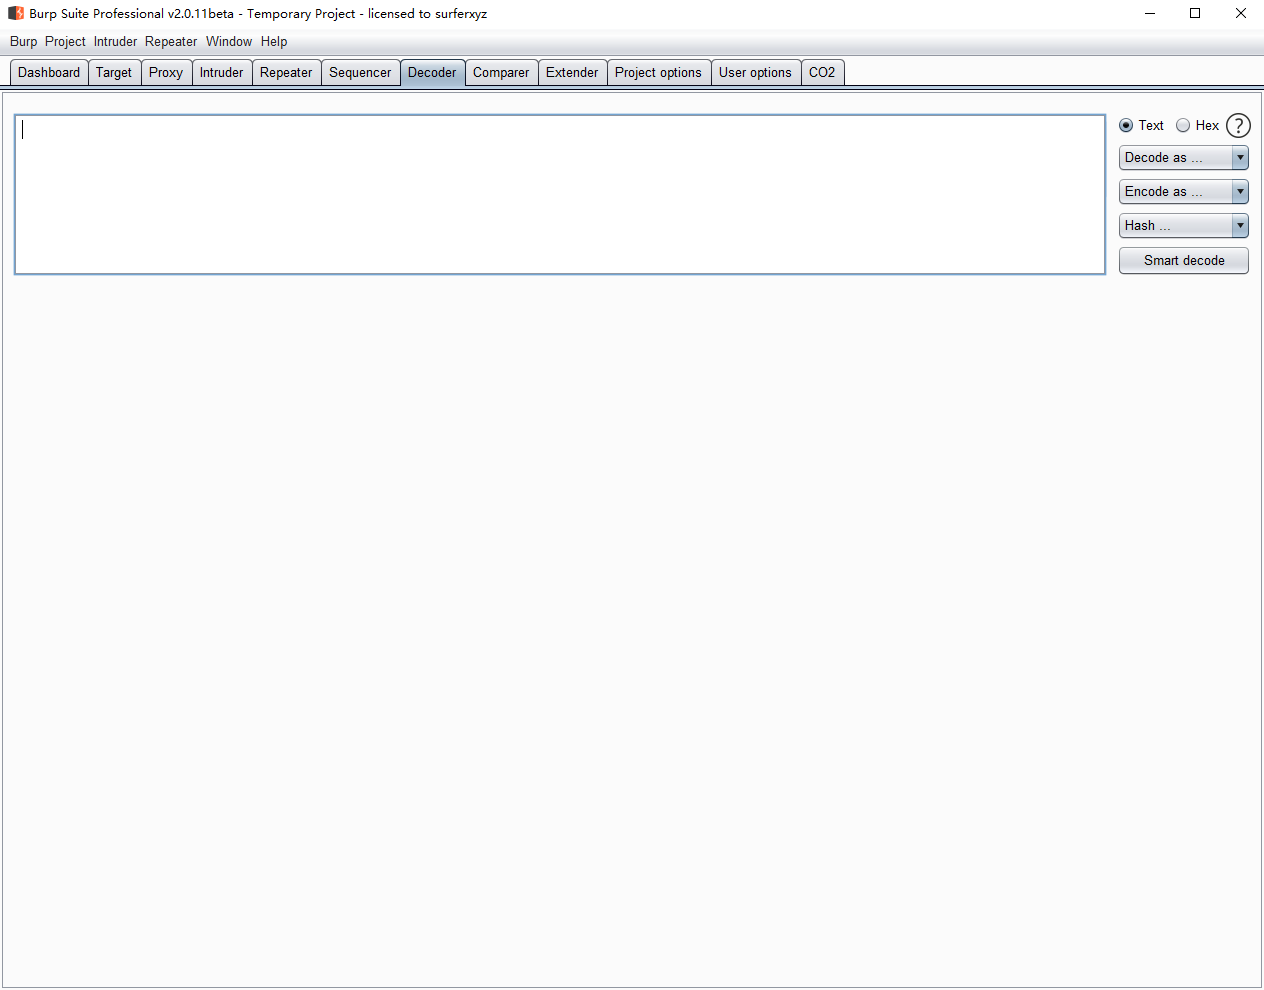 Burp Suite Professional v2.0.11beta - Temporary Project - licensed to surferxyz
Burp Project Intruder Repeater Window Help
Dashboard Target Proxy Intruder Repeater Sequencer Decoder Comparer Extender Project options User options CO2
Text Hex ?
Decode as ...
Encode as ...
Hash ...
Smart decode